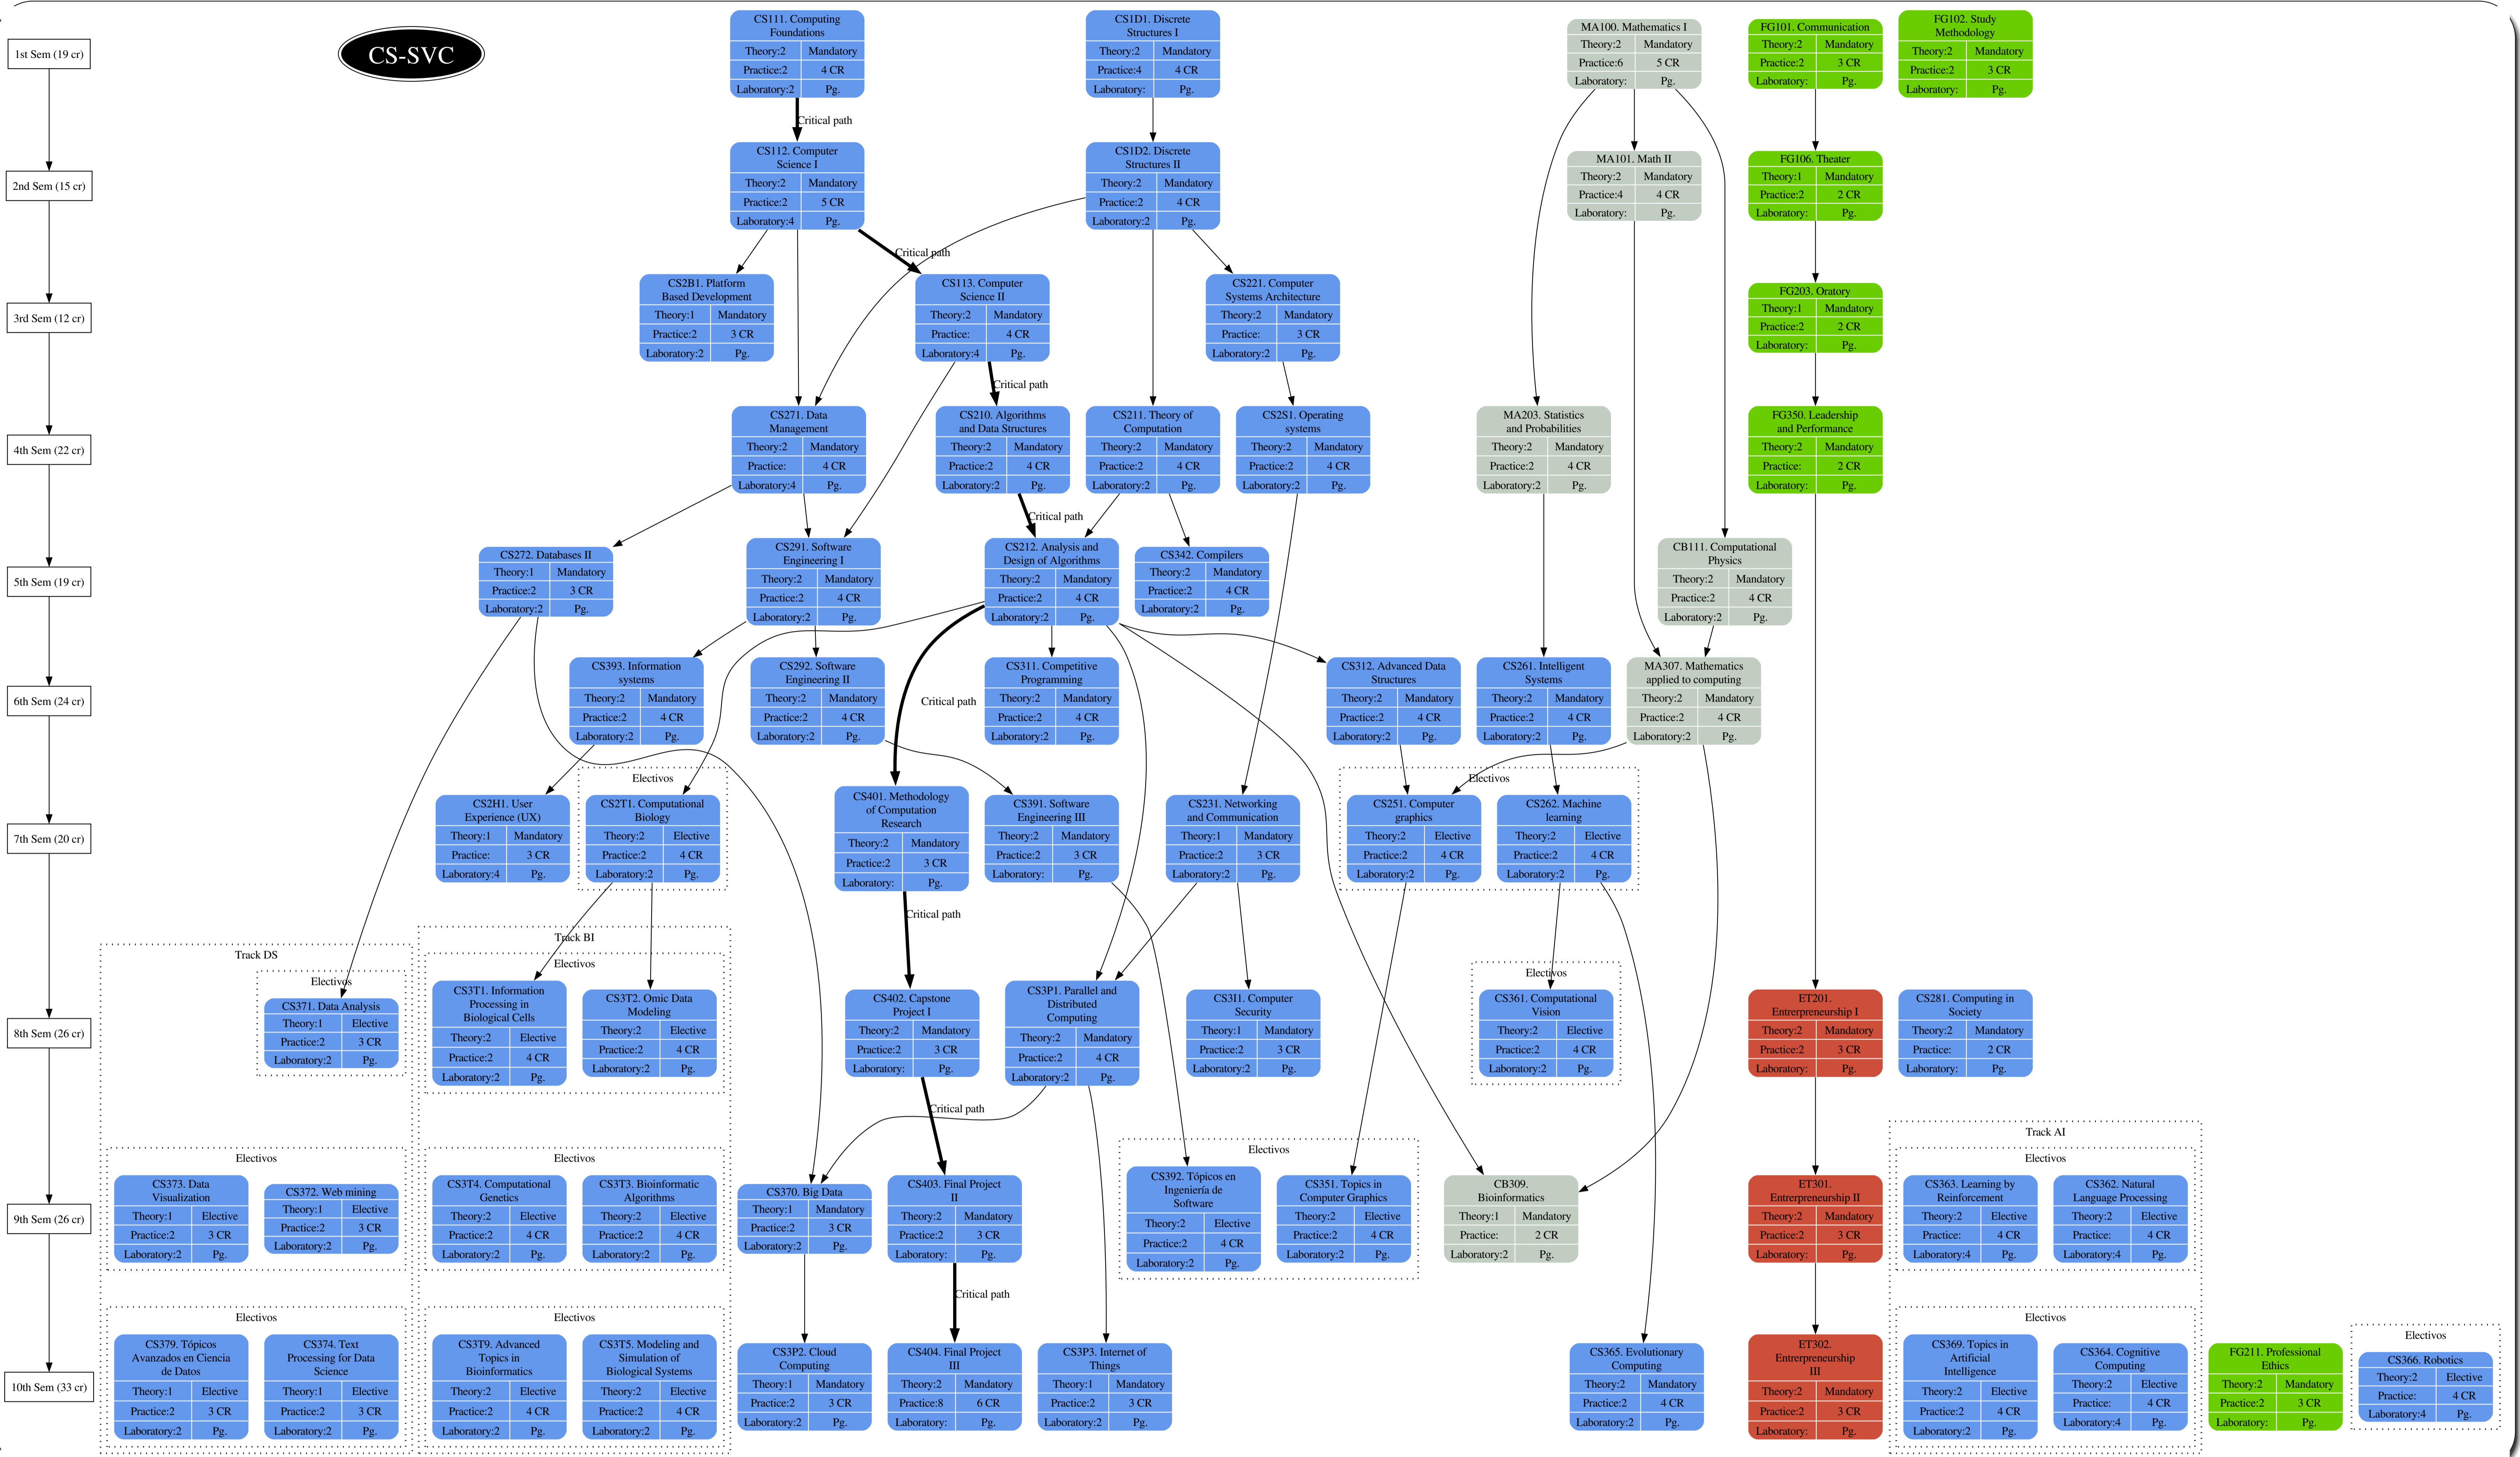 CS-SVC
1st Sem (19 cr)
CS111. Computing
Foundations
Theory:2 Mandatory
Practice:2 4 CR
Laboratory:2 Pg.
CS1D1. Discrete
Structures I
Theory:2 Mandatory
Practice:4 4 CR
Laboratory: Pg.
MA100. Mathematics I
Theory:2 Mandatory
Practice:6 5 CR
Laboratory: Pg.
FG101. Communication
Theory:2 Mandatory
Practice:2 3 CR
Laboratory: Pg.
FG102. Study
Methodology
Theory:2 Mandatory
Practice:2 3 CR
Laboratory: Pg.
Critical path
2nd Sem (15 cr)
CS112. Computer
Science I
Theory:2 Mandatory
Practice:2 5 CR
Laboratory:4 Pg.
CS1D2. Discrete
Structures II
Theory:2 Mandatory
Practice:2 4 CR
Laboratory:2 Pg.
MA101. Math II
Theory:2 Mandatory
Practice:4 4 CR
Laboratory: Pg.
FG106. Theater
Theory:1 Mandatory
Practice:2 2 CR
Laboratory: Pg.
Critical path
3rd Sem (12 cr)
CS2B1. Platform
Based Development
Theory:1 Mandatory
Practice:2 3 CR
Laboratory:2 Pg.
CS113. Computer
Science II
Theory:2 Mandatory
Practice: 4 CR
Laboratory:4 Pg.
CS221. Computer
Systems Architecture
Theory:2 Mandatory
Practice: 3 CR
Laboratory:2 Pg.
FG203. Oratory
Theory:1 Mandatory
Practice:2 2 CR
Laboratory: Pg.
Critical path
4th Sem (22 cr)
CS271. Data
Management
Theory:2 Mandatory
Practice: 4 CR
Laboratory:4 Pg.
CS210. Algorithms
and Data Structures
Theory:2 Mandatory
Practice:2 4 CR
Laboratory:2 Pg.
CS211. Theory of
Computation
Theory:2 Mandatory
Practice:2 4 CR
Laboratory:2 Pg.
CS2S1. Operating
systems
Theory:2 Mandatory
Practice:2 4 CR
Laboratory:2 Pg.
MA203. Statistics
and Probabilities
Theory:2 Mandatory
Practice:2 4 CR
Laboratory:2 Pg.
FG350. Leadership
and Performance
Theory:2 Mandatory
Practice: 2 CR
Laboratory: Pg.
Critical path
5th Sem (19 cr)
CS272. Databases II
Theory:1 Mandatory
Practice:2 3 CR
Laboratory:2 Pg.
CS291. Software
Engineering I
Theory:2 Mandatory
Practice:2 4 CR
Laboratory:2 Pg.
CS212. Analysis and
Design of Algorithms
Theory:2 Mandatory
Practice:2 4 CR
Laboratory:2 Pg.
CS342. Compilers
Theory:2 Mandatory
Practice:2 4 CR
Laboratory:2 Pg.
CB111. Computational
Physics
Theory:2 Mandatory
Practice:2 4 CR
Laboratory:2 Pg.
6th Sem (24 cr)
CS393. Information
systems
Theory:2 Mandatory
Practice:2 4 CR
Laboratory:2 Pg.
CS292. Software
Engineering II
Theory:2 Mandatory
Practice:2 4 CR
Laboratory:2 Pg.
Critical path
CS311. Competitive
Programming
Theory:2 Mandatory
Practice:2 4 CR
Laboratory:2 Pg.
CS312. Advanced Data
Structures
Theory:2 Mandatory
Practice:2 4 CR
Laboratory:2 Pg.
CS261. Intelligent
Systems
Theory:2 Mandatory
Practice:2 4 CR
Laboratory:2 Pg.
MA307. Mathematics
applied to computing
Theory:2 Mandatory
Practice:2 4 CR
Laboratory:2 Pg.
7th Sem (20 cr)
CS2H1. User
Experience (UX)
Theory:1 Mandatory
Practice: 3 CR
Laboratory:4 Pg.
Electivos
CS2T1. Computational
Biology
Theory:2 Elective
Practice:2 4 CR
Laboratory:2 Pg.
CS401. Methodology
of Computation
Research
Theory:2 Mandatory
Practice:2 3 CR
Laboratory: Pg.
CS391. Software
Engineering III
Theory:2 Mandatory
Practice:2 3 CR
Laboratory: Pg.
CS231. Networking
and Communication
Theory:1 Mandatory
Practice:2 3 CR
Laboratory:2 Pg.
Electivos
CS251. Computer
graphics
Theory:2 Elective
Practice:2 4 CR
Laboratory:2 Pg.
CS262. Machine
learning
Theory:2 Elective
Practice:2 4 CR
Laboratory:2 Pg.
Critical path
8th Sem (26 cr)
Track DS
Electivos
CS371. Data Analysis
Theory:1 Elective
Practice:2 3 CR
Laboratory:2 Pg.
Track BI
Electivos
CS3T1. Information
Processing in
Biological Cells
Theory:2 Elective
Practice:2 4 CR
Laboratory:2 Pg.
CS3T2. Omic Data
Modeling
Theory:2 Elective
Practice:2 4 CR
Laboratory:2 Pg.
CS402. Capstone
Project I
Theory:2 Mandatory
Practice:2 3 CR
Laboratory: Pg.
CS3P1. Parallel and
Distributed
Computing
Theory:2 Mandatory
Practice:2 4 CR
Laboratory:2 Pg.
CS3I1. Computer
Security
Theory:1 Mandatory
Practice:2 3 CR
Laboratory:2 Pg.
Electivos
CS361. Computational
Vision
Theory:2 Elective
Practice:2 4 CR
Laboratory:2 Pg.
ET201.
Entrerpreneurship I
Theory:2 Mandatory
Practice:2 3 CR
Laboratory: Pg.
CS281. Computing in
Society
Theory:2 Mandatory
Practice: 2 CR
Laboratory: Pg.
Critical path
9th Sem (26 cr)
Electivos
CS373. Data
Visualization
Theory:1 Elective
Practice:2 3 CR
Laboratory:2 Pg.
CS372. Web mining
Theory:1 Elective
Practice:2 3 CR
Laboratory:2 Pg.
Electivos
CS3T4. Computational
Genetics
Theory:2 Elective
Practice:2 4 CR
Laboratory:2 Pg.
CS3T3. Bioinformatic
Algorithms
Theory:2 Elective
Practice:2 4 CR
Laboratory:2 Pg.
CS370. Big Data
Theory:1 Mandatory
Practice:2 3 CR
Laboratory:2 Pg.
CS403. Final Project
II
Theory:2 Mandatory
Practice:2 3 CR
Laboratory: Pg.
Electivos
CS392. Tópicos en
Ingeniería de
Software
Theory:2 Elective
Practice:2 4 CR
Laboratory:2 Pg.
CS351. Topics in
Computer Graphics
Theory:2 Elective
Practice:2 4 CR
Laboratory:2 Pg.
CB309.
Bioinformatics
Theory:1 Mandatory
Practice: 2 CR
Laboratory:2 Pg.
ET301.
Entrerpreneurship II
Theory:2 Mandatory
Practice:2 3 CR
Laboratory: Pg.
Track AI
Electivos
CS363. Learning by
Reinforcement
Theory:2 Elective
Practice: 4 CR
Laboratory:4 Pg.
CS362. Natural
Language Processing
Theory:2 Elective
Practice: 4 CR
Laboratory:4 Pg.
Critical path
10th Sem (33 cr)
Electivos
CS379. Tópicos
Avanzados en Ciencia
de Datos
Theory:1 Elective
Practice:2 3 CR
Laboratory:2 Pg.
CS374. Text
Processing for Data
Science
Theory:1 Elective
Practice:2 3 CR
Laboratory:2 Pg.
Electivos
CS3T9. Advanced
Topics in
Bioinformatics
Theory:2 Elective
Practice:2 4 CR
Laboratory:2 Pg.
CS3T5. Modeling and
Simulation of
Biological Systems
Theory:2 Elective
Practice:2 4 CR
Laboratory:2 Pg.
CS3P2. Cloud
Computing
Theory:1 Mandatory
Practice:2 3 CR
Laboratory:2 Pg.
CS404. Final Project
III
Theory:2 Mandatory
Practice:8 6 CR
Laboratory: Pg.
CS3P3. Internet of
Things
Theory:1 Mandatory
Practice:2 3 CR
Laboratory:2 Pg.
CS365. Evolutionary
Computing
Theory:2 Mandatory
Practice:2 4 CR
Laboratory:2 Pg.
ET302.
Entrerpreneurship
III
Theory:2 Mandatory
Practice:2 3 CR
Laboratory: Pg.
Electivos
CS369. Topics in
Artificial
Intelligence
Theory:2 Elective
Practice:2 4 CR
Laboratory:2 Pg.
CS364. Cognitive
Computing
Theory:2 Elective
Practice: 4 CR
Laboratory:4 Pg.
FG211. Professional
Ethics
Theory:2 Mandatory
Practice:2 3 CR
Laboratory: Pg.
Electivos
CS366. Robotics
Theory:2 Elective
Practice: 4 CR
Laboratory:4 Pg.